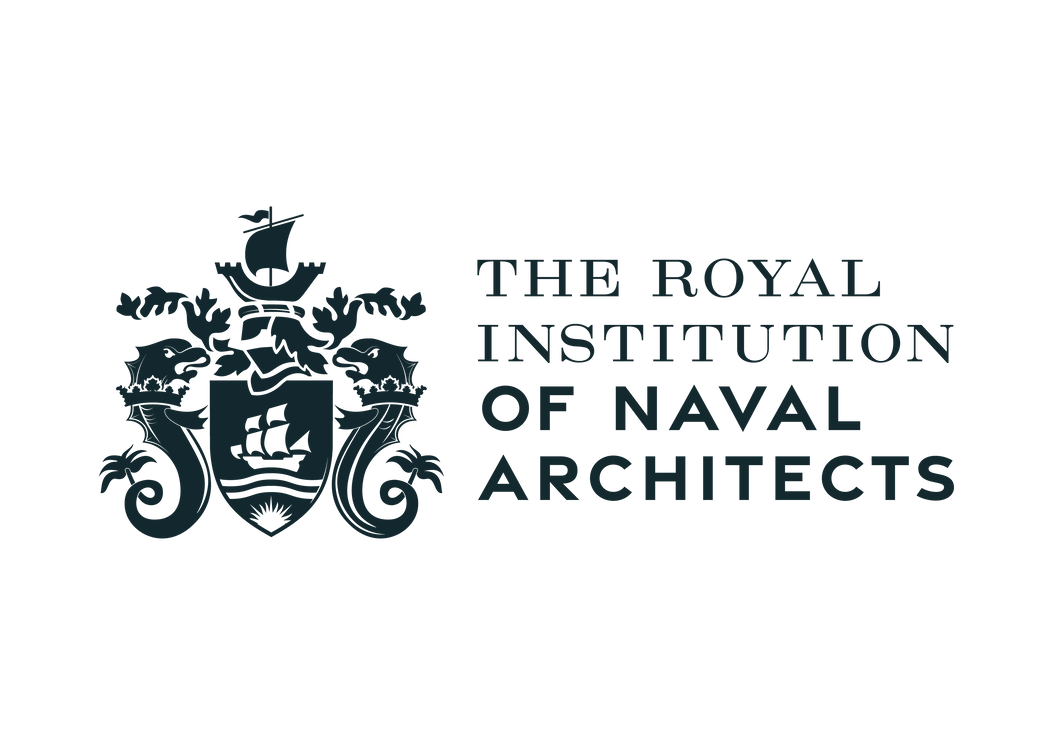 THE ROYAL
INSTITUTION
OF NAVAL
ARCHITECTS